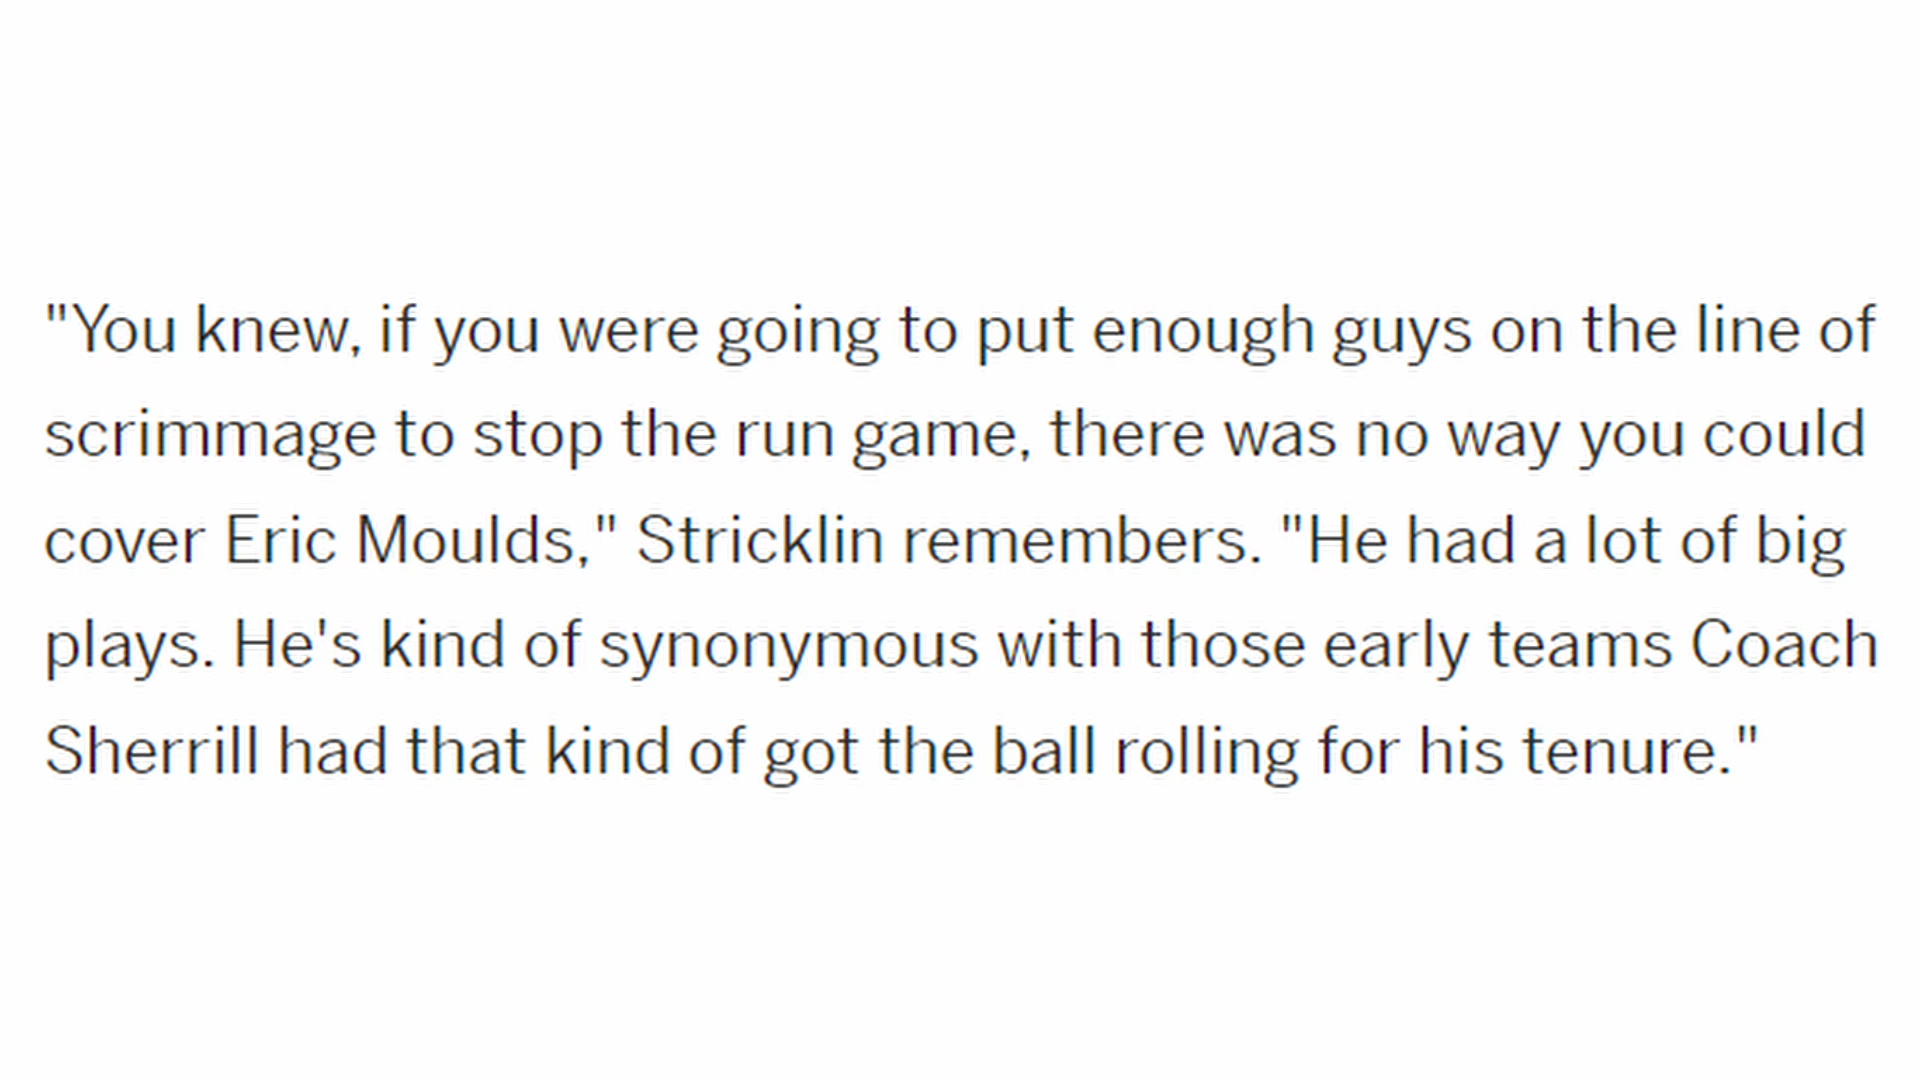 "You knew, if you were going to put enough guys on the line of
scrimmage to stop the run game, there was no way you could
cover Eric Moulds," Stricklin remembers. "He had a lot of big
plays. He's kind of synonymous with those early teams Coach
Sherrill had that kind of got the ball rolling for his tenure."